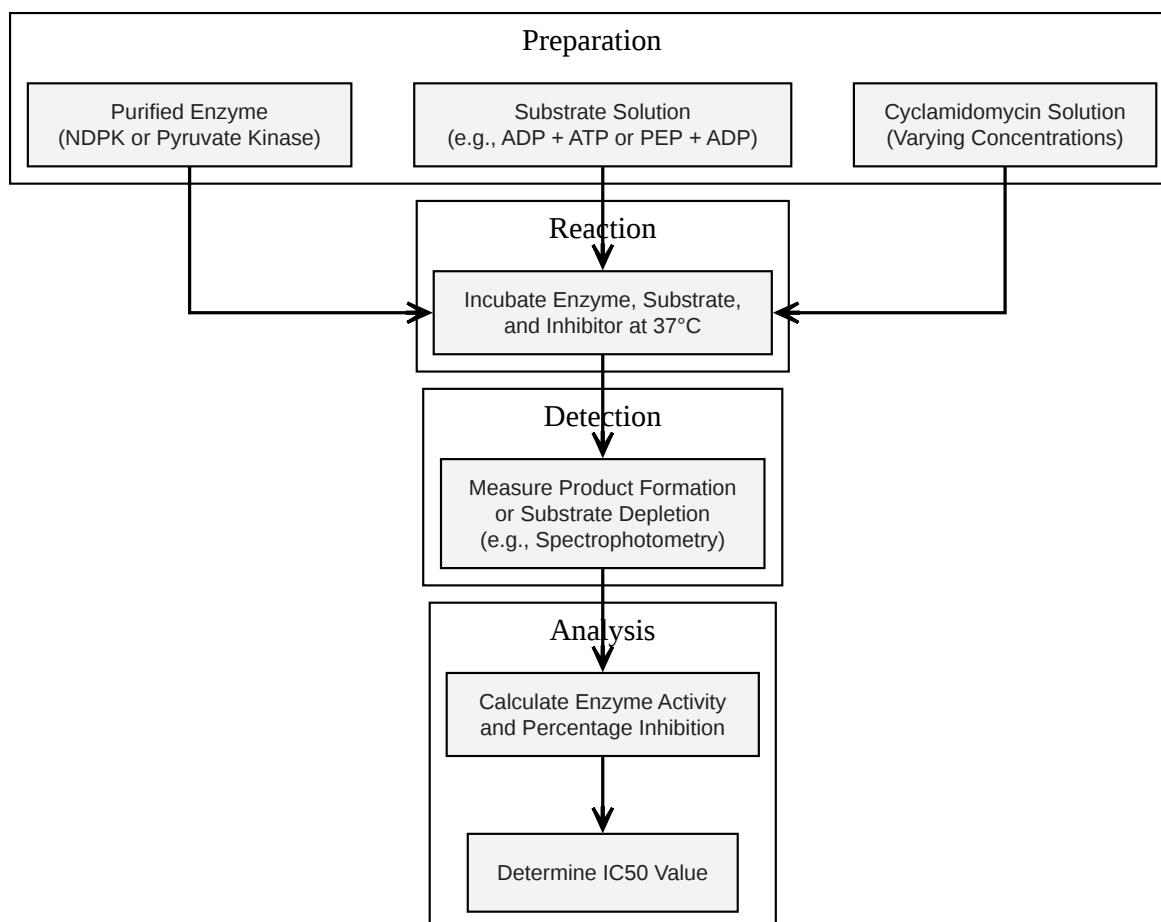 Preparation
Purified Enzyme
(NDPK or Pyruvate Kinase)
Substrate Solution
(e.g., ADP + ATP or PEP + ADP)
Cyclamidomycin Solution
(Varying Concentrations)
Reaction
Incubate Enzyme, Substrate,
and Inhibitor at 37°C
Detection
Measure Product Formation
or Substrate Depletion
(e.g., Spectrophotometry)
Analysis
Calculate Enzyme Activity
and Percentage Inhibition
Determine IC50 Value